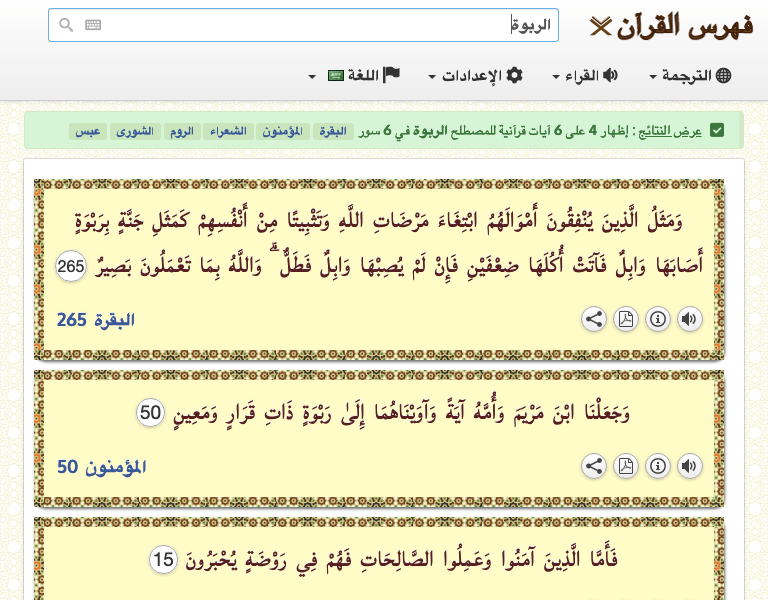 فهرس القرآن
الربوة
الترجمة القراء الإعدادات اللغة
عرض النتائج : إظهار 4 على 6 آيات قرآنية للمصطلح الربوة في 6 سور البقرة المؤمنون الشعراء الروم الشورى عبس
وَمَثَلُ الَّذِينَ يُنْفِقُونَ أَمْوَالَهُمُ ابْتِغَاءَ مَرْضَاتِ اللَّهِ وَتَثْبِيتًا مِنْ أَنْفُسِهِمْ كَمَثَلِ جَنَّةٍ بِرَبْوَةٍ
أَصَابَهَا وَابِلٌ فَآتَتْ أُكُلَهَا ضِعْفَيْنِ فَإِنْ لَمْ يُصِبْهَا وَابِلٌ فَطَلٌّ ۗ وَاللَّهُ بِمَا تَعْمَلُونَ بَصِيرٌ 265
البقرة 265
وَجَعَلْنَا ابْنَ مَرْيَمَ وَأُمَّهُ آيَةً وَآوَيْنَاهُمَا إِلَىٰ رَبْوَةٍ ذَاتِ قَرَارٍ وَمَعِينٍ 50
المؤمنون 50
فَأَمَّا الَّذِينَ آمَنُوا وَعَمِلُوا الصَّالِحَاتِ فَهُمْ فِي رَوْضَةٍ يُحْبَرُونَ 15